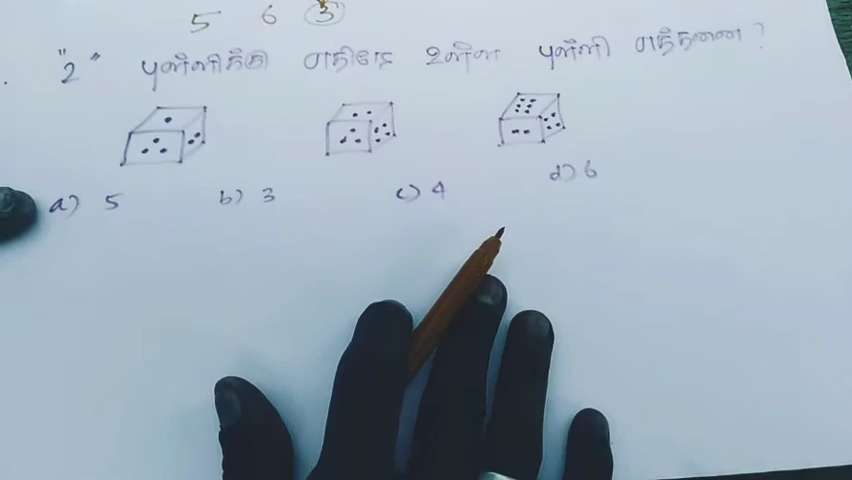 5 6 3
. "2" புள்ளிக்கு எதிரே உள்ள புள்ளி எத்தனை ?
a) 5 b) 3 c) 4 d) 6